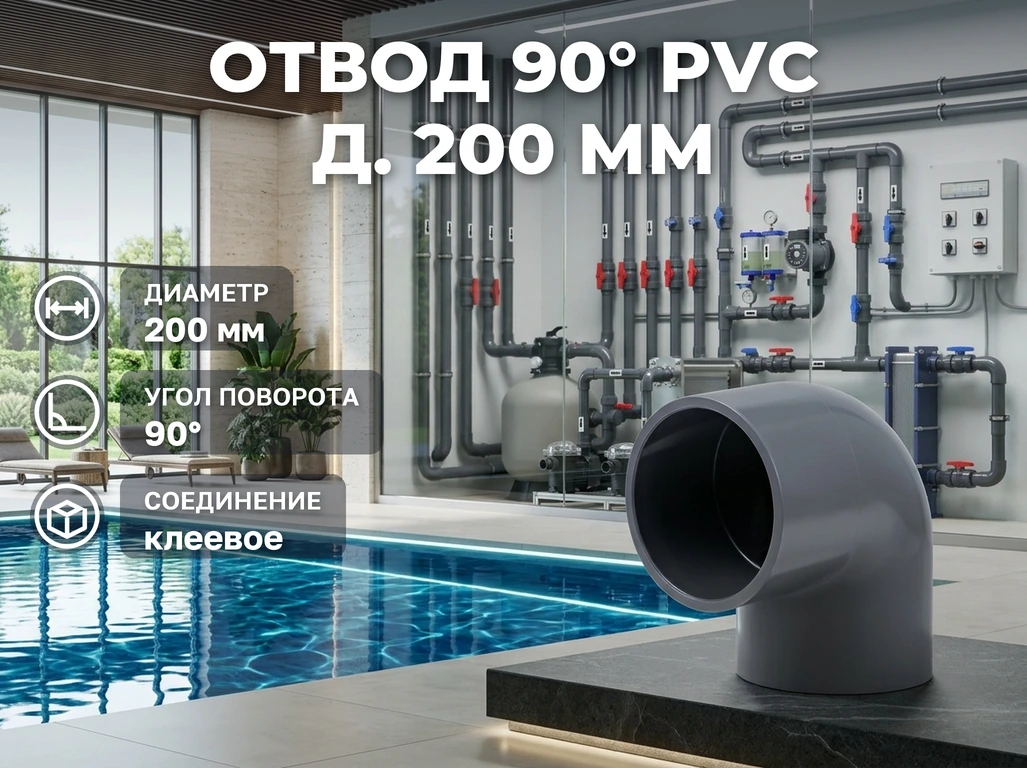 ОТВОД 90° PVC
Д. 200 ММ
ДИАМЕТР
200 мм
УГОЛ ПОВОРОТА
90°
СОЕДИНЕНИЕ
клеевое